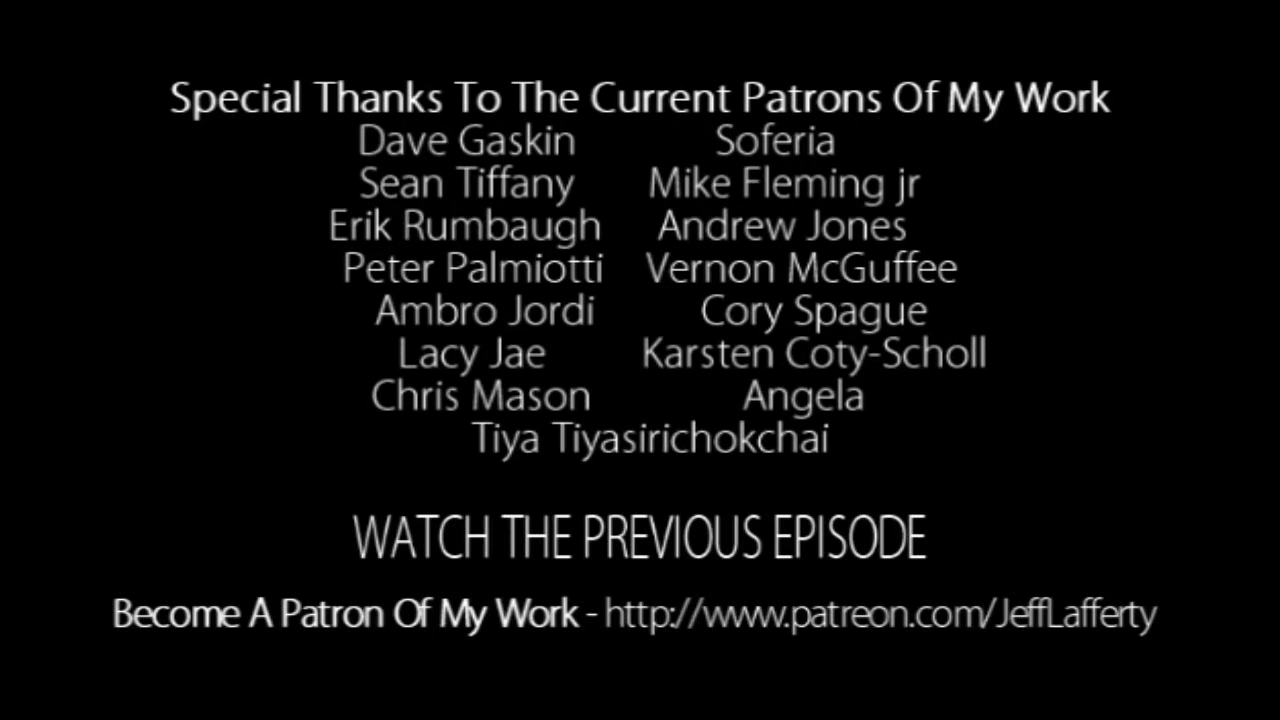 Special Thanks To The Current Patrons Of My Work
Dave Gaskin Soferia
Sean Tiffany Mike Fleming jr
Erik Rumbaugh Andrew Jones
Peter Palmiotti Vernon McGuffee
Ambro Jordi Cory Spague
Lacy Jae Karsten Coty-Scholl
Chris Mason Angela
Tiya Tiyasirichokchai
WATCH THE PREVIOUS EPISODE
Become A Patron Of My Work - http://www.patreon.com/JeffLafferty